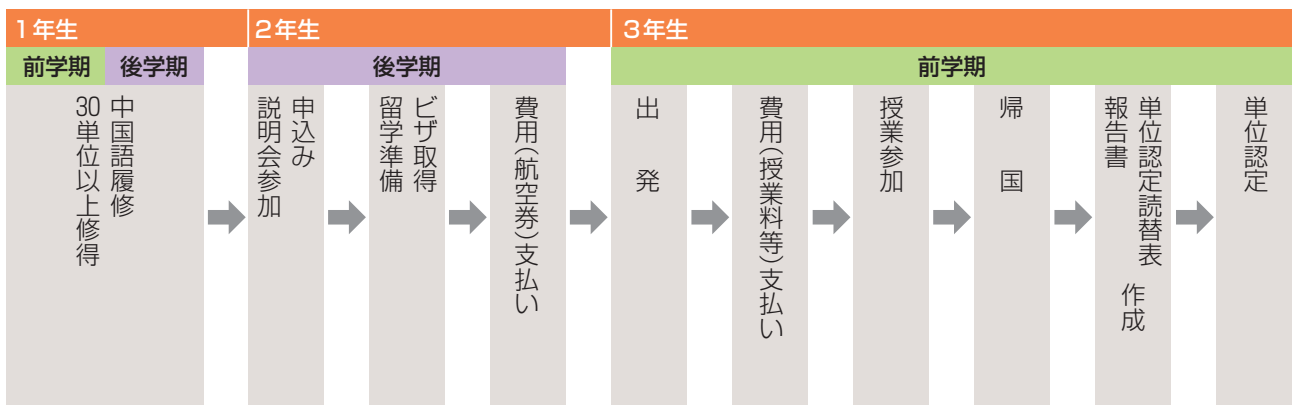 1年生
2年生
3年生
前学期
後学期
後学期
前学期
中国語履修
30単位以上修得
申込み
説明会参加
ビザ取得
留学準備
費用（航空券）支払い
出発
費用（授業料等）支払い
授業参加
帰国
単位認定読替表
報告書
作成
単位認定